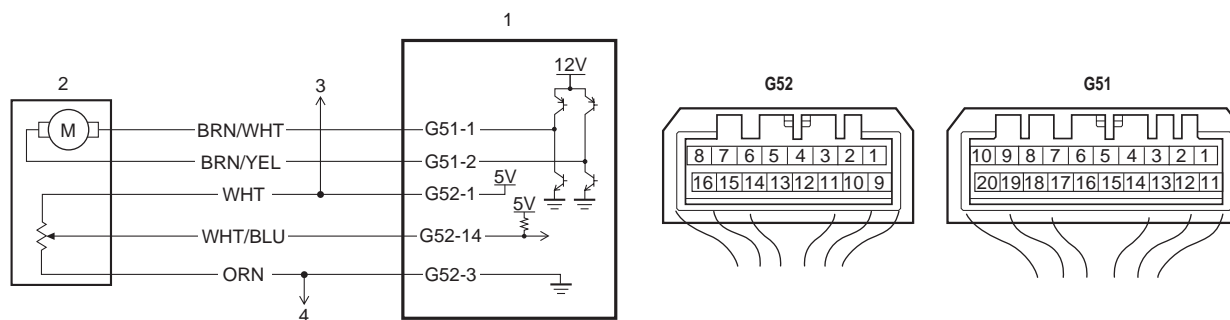 1
12V
2
3
M
BRN/WHT
G51-1
BRN/YEL
G51-2
WHT
G52-1
5V
5V
WHT/BLU
G52-14
ORN
G52-3
4
G52
8 7 6 5 4 3 2 1
16 15 14 13 12 11 10 9
G51
10 9 8 7 6 5 4 3 2 1
20 19 18 17 16 15 14 13 12 11